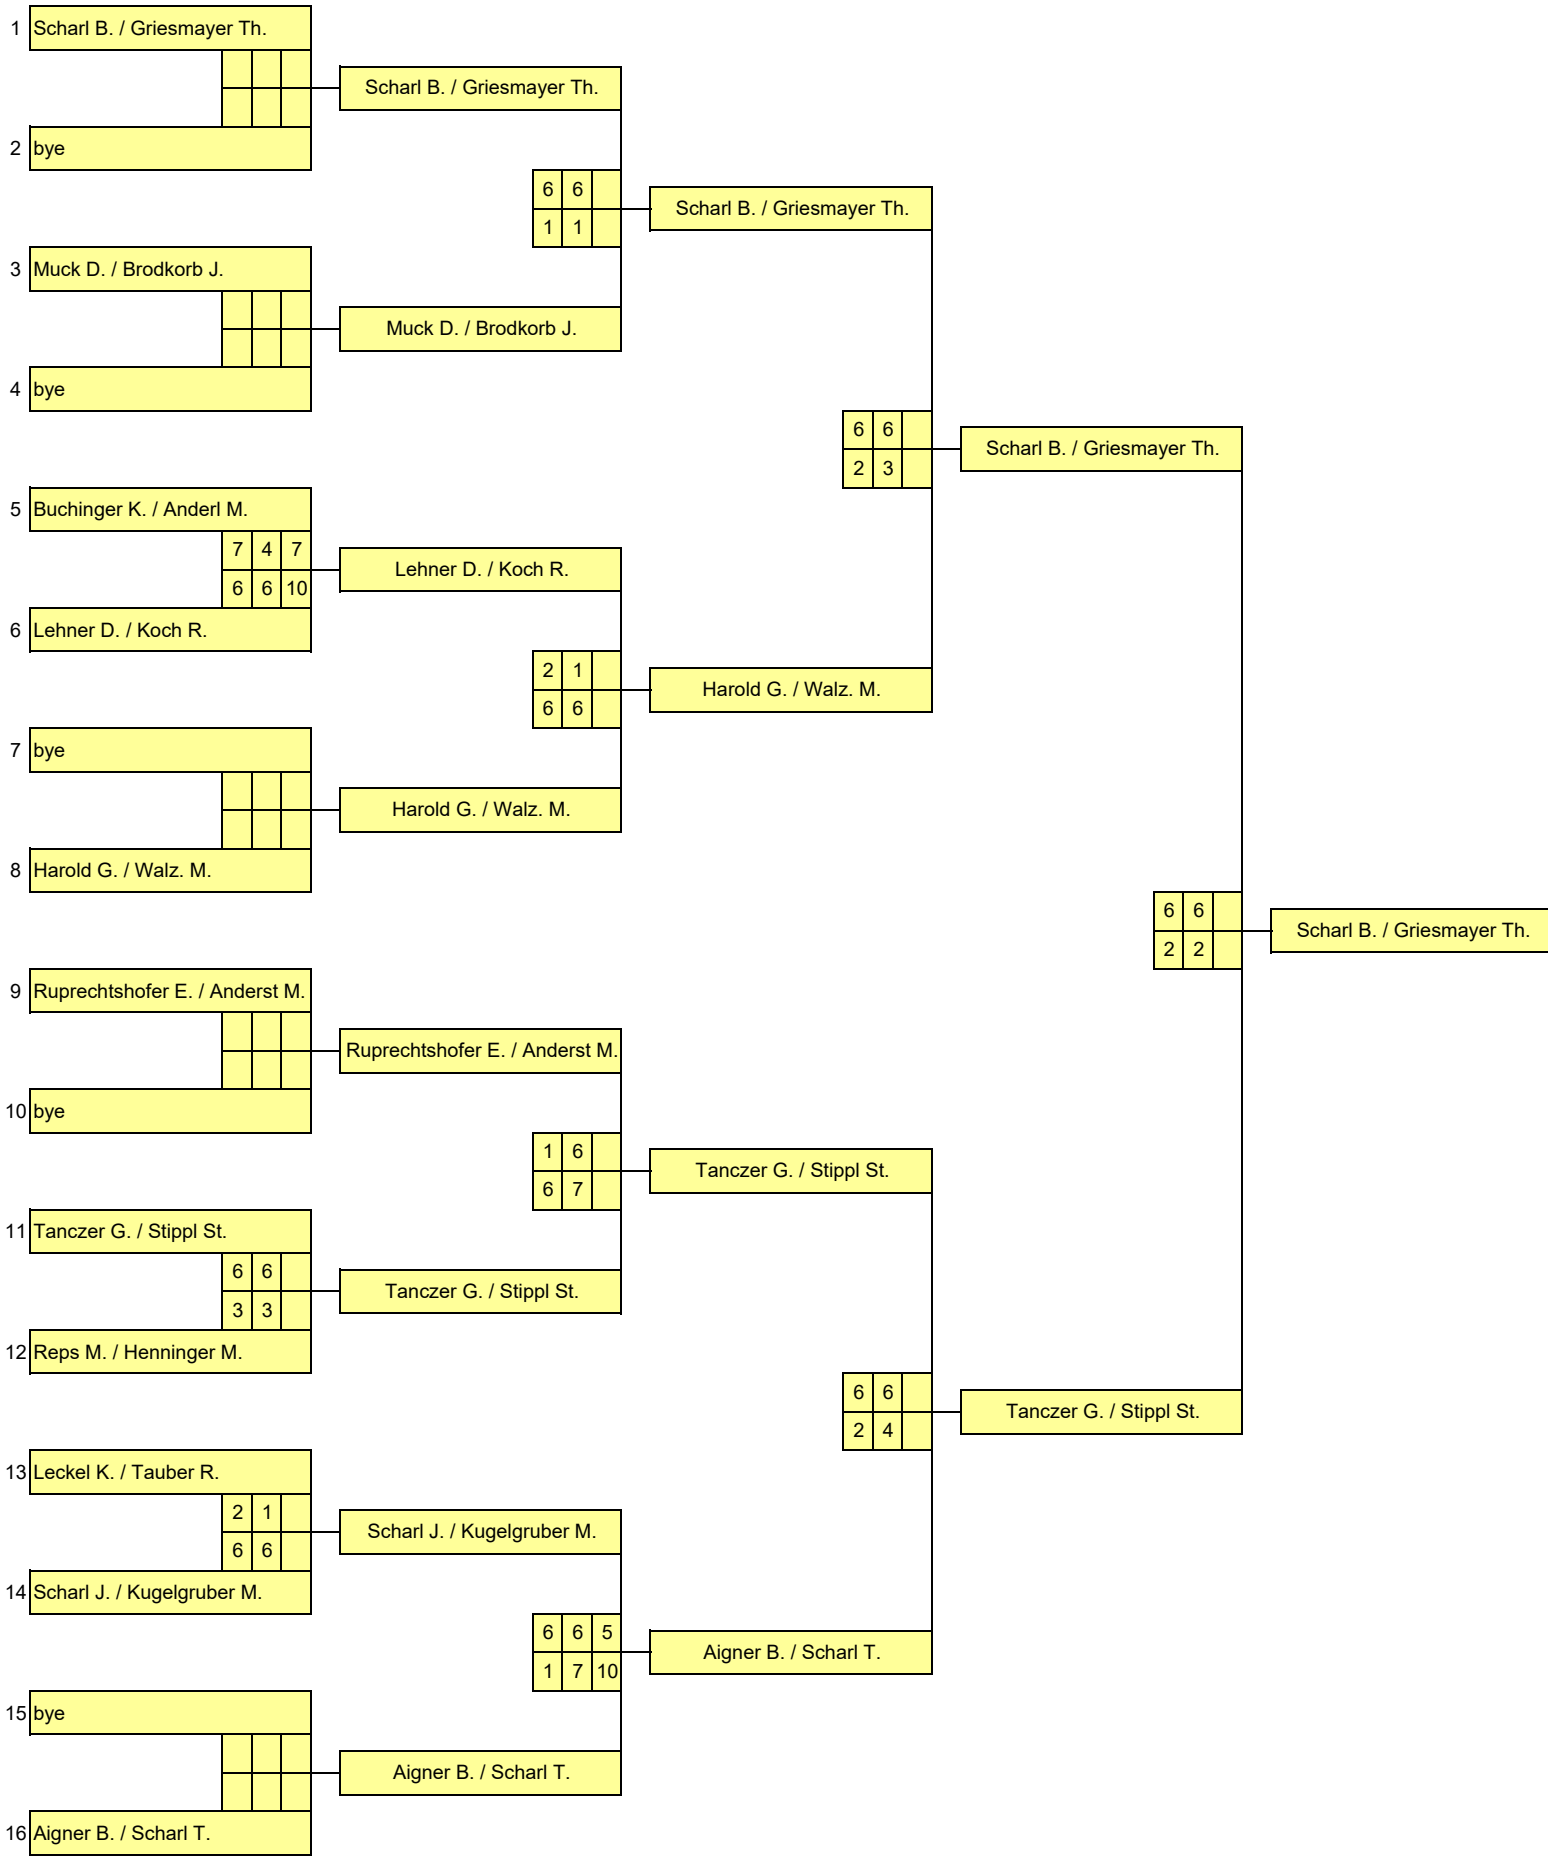 1 Scharl B. / Griesmayer Th.
Scharl B. / Griesmayer Th.
2 bye
6 6
Scharl B. / Griesmayer Th.
1 1
3 Muck D. / Brodkorb J.
Muck D. / Brodkorb J.
4 bye
6 6
Scharl B. / Griesmayer Th.
2 3
5 Buchinger K. / Anderl M.
7 4 7
Lehner D. / Koch R.
6 6 10
6 Lehner D. / Koch R.
2 1
Harold G. / Walz. M.
6 6
7 bye
Harold G. / Walz. M.
8 Harold G. / Walz. M.
6 6
Scharl B. / Griesmayer Th.
2 2
9 Ruprechtshofer E. / Anderst M.
Ruprechtshofer E. / Anderst M.
10 bye
1 6
Tanczer G. / Stippl St.
6 7
11 Tanczer G. / Stippl St.
6 6
Tanczer G. / Stippl St.
3 3
12 Reps M. / Henninger M.
6 6
Tanczer G. / Stippl St.
2 4
13 Leckel K. / Tauber R.
2 1
Scharl J. / Kugelgruber M.
6 6
14 Scharl J. / Kugelgruber M.
6 6 5
Aigner B. / Scharl T.
1 7 10
15 bye
Aigner B. / Scharl T.
16 Aigner B. / Scharl T.